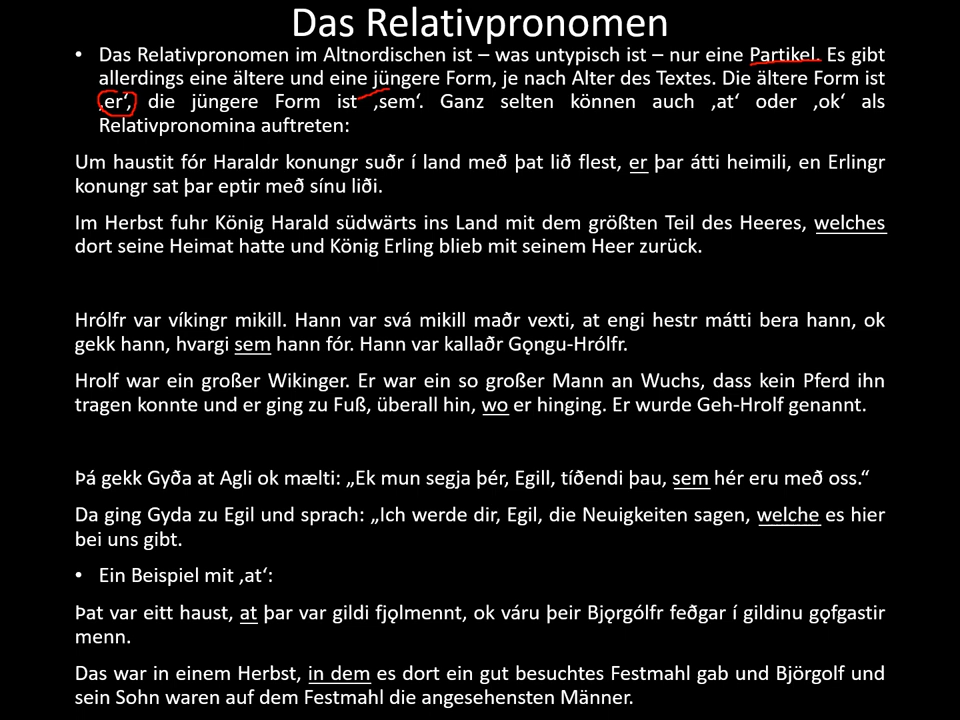 Das Relativpronomen
• Das Relativpronomen im Altnordischen ist – was untypisch ist – nur eine Partikel. Es gibt
allerdings eine ältere und eine jüngere Form, je nach Alter des Textes. Die ältere Form ist
‚er‘, die jüngere Form ist ‚sem‘. Ganz selten können auch ‚at‘ oder ‚ok‘ als
Relativpronomina auftreten:
Um haustit fór Haraldr konungr suðr í land með þat lið flest, er þar átti heimili, en Erlingr
konungr sat þar eptir með sínu liði.
Im Herbst fuhr König Harald südwärts ins Land mit dem größten Teil des Heeres, welches
dort seine Heimat hatte und König Erling blieb mit seinem Heer zurück.
Hrólfr var víkingr mikill. Hann var svá mikill maðr vexti, at engi hestr mátti bera hann, ok
gekk hann, hvargi sem hann fór. Hann var kallaðr Gǫngu-Hrólfr.
Hrolf war ein großer Wikinger. Er war ein so großer Mann an Wuchs, dass kein Pferd ihn
tragen konnte und er ging zu Fuß, überall hin, wo er hinging. Er wurde Geh-Hrolf genannt.
Þá gekk Gyða at Agli ok mælti: „Ek mun segja þér, Egill, tíðendi þau, sem hér eru með oss.“
Da ging Gyda zu Egil und sprach: „Ich werde dir, Egil, die Neuigkeiten sagen, welche es hier
bei uns gibt.
• Ein Beispiel mit ‚at‘:
Þat var eitt haust, at þar var gildi fjǫlmennt, ok váru þeir Bjǫrgólfr feðgar í gildinu gǫfgastir
menn.
Das war in einem Herbst, in dem es dort ein gut besuchtes Festmahl gab und Björgolf und
sein Sohn waren auf dem Festmahl die angesehensten Männer.